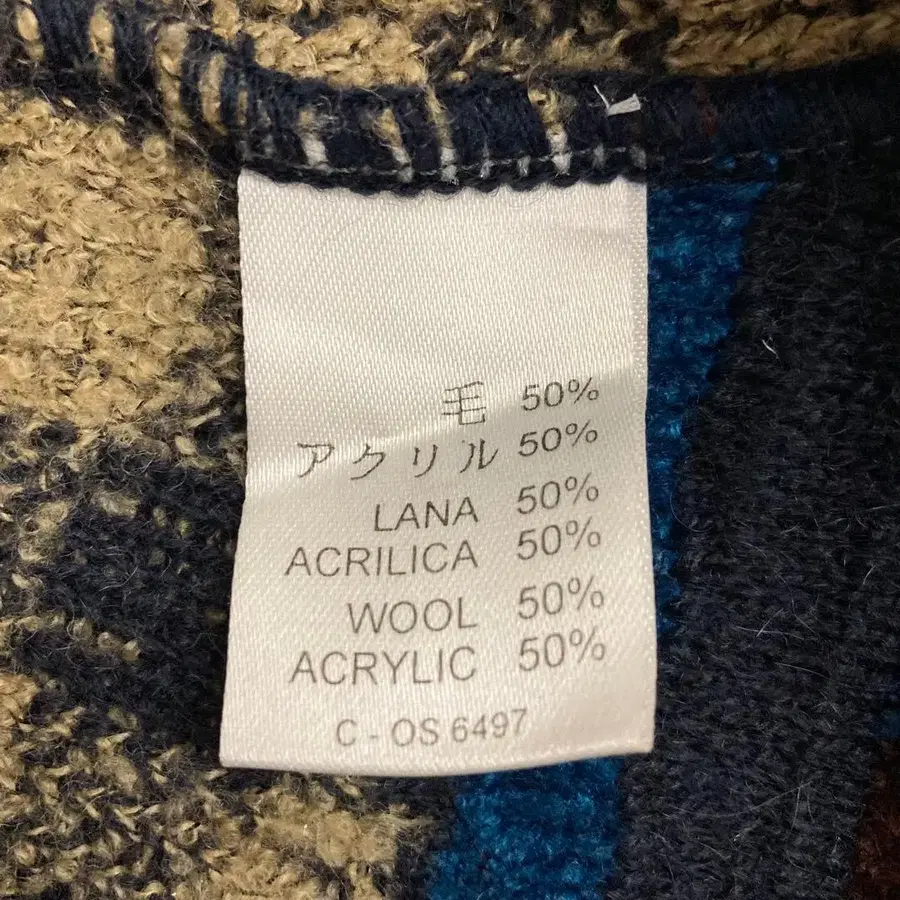 毛 50%
アクリル 50%
LANA 50%
ACRILICA 50%
WOOL 50%
ACRYLIC 50%
C - OS 6497